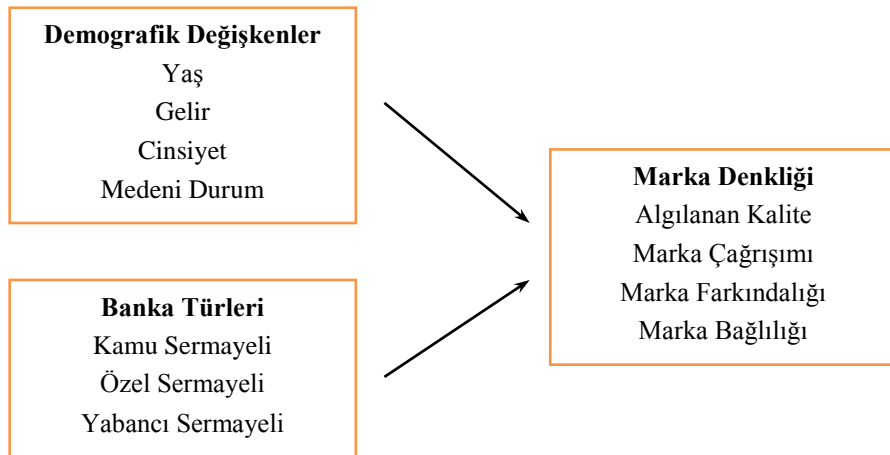 Demografik Değişkenler
Yaş
Gelir
Cinsiyet
Medeni Durum
Banka Türleri
Kamu Sermayeli
Özel Sermayeli
Yabancı Sermayeli
Marka Denkliği
Algılanan Kalite
Marka Çağrışımı
Marka Farkındalığı
Marka Bağlılığı